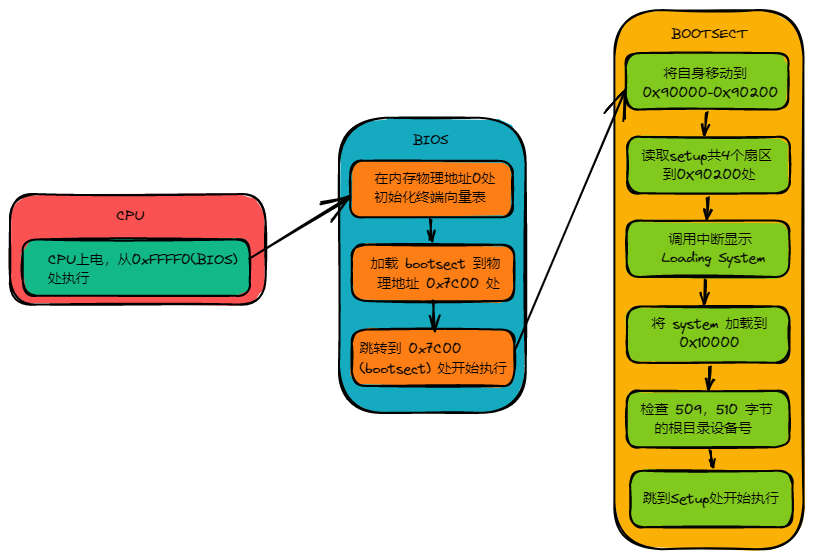 CPU
CPU上电，从0xFFFF0(BIOS)
处执行
BIOS
在内存物理地址0处
初始化终端向量表
加载 bootsect 到物
理地址 0x7C00 处
跳转到 0x7C00
(bootsect) 处开始执行
BOOTSECT
将自身移动到
0x90000-0x90200
读取setup共4个扇区
到0x90200处
调用中断显示
Loading System
将 system 加载到
0x10000
检查 509，510 字节
的根目录设备号
跳到Setup处开始执行